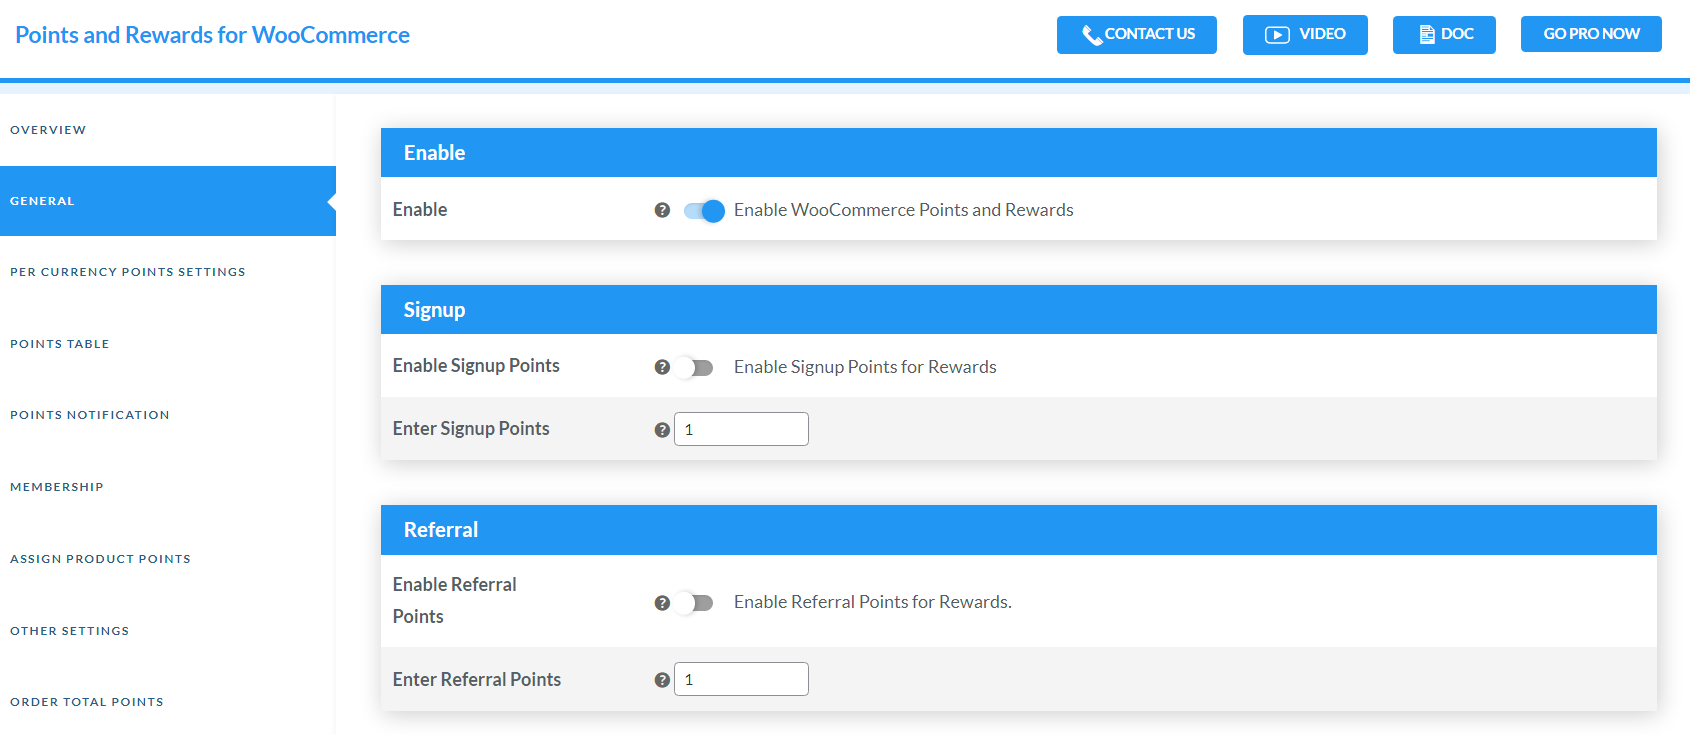 Points and Rewards for WooCommerce
CONTACT US
VIDEO
DOC
GO PRO NOW
OVERVIEW
GENERAL
PER CURRENCY POINTS SETTINGS
POINTS TABLE
POINTS NOTIFICATION
MEMBERSHIP
ASSIGN PRODUCT POINTS
OTHER SETTINGS
ORDER TOTAL POINTS
Enable
Enable ? Enable WooCommerce Points and Rewards
Signup
Enable Signup Points ? Enable Signup Points for Rewards
Enter Signup Points ? 1
Referral
Enable Referral
Points
? Enable Referral Points for Rewards.
Enter Referral Points ? 1